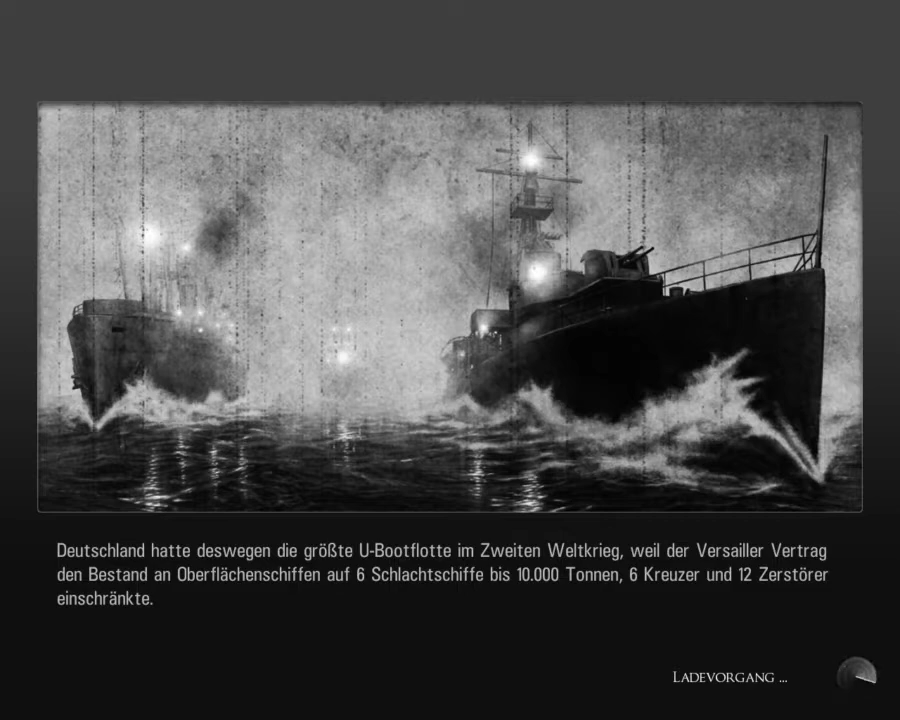 Deutschland hatte deswegen die größte U-Bootflotte im Zweiten Weltkrieg, weil der Versailler Vertrag
den Bestand an Oberflächenschiffen auf 6 Schlachtschiffe bis 10.000 Tonnen, 6 Kreuzer und 12 Zerstörer
einschränkte.
Ladevorgang ...